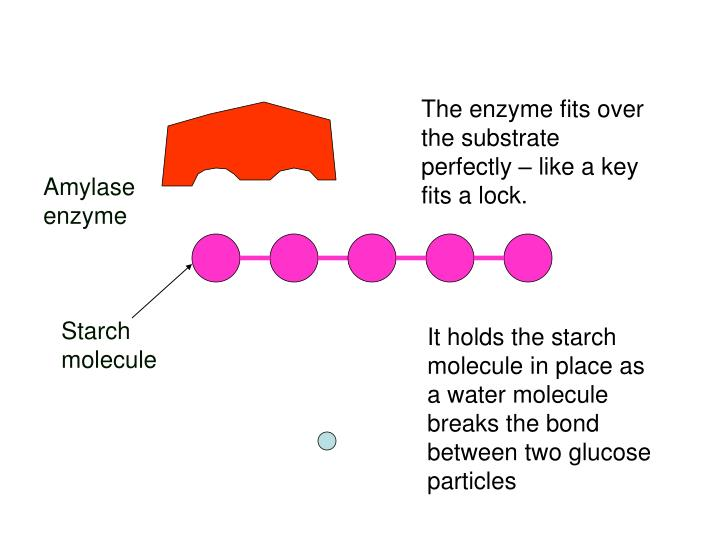 The enzyme fits over
the substrate
perfectly – like a key
fits a lock.
Amylase
enzyme
Starch
molecule
It holds the starch
molecule in place as
a water molecule
breaks the bond
between two glucose
particles